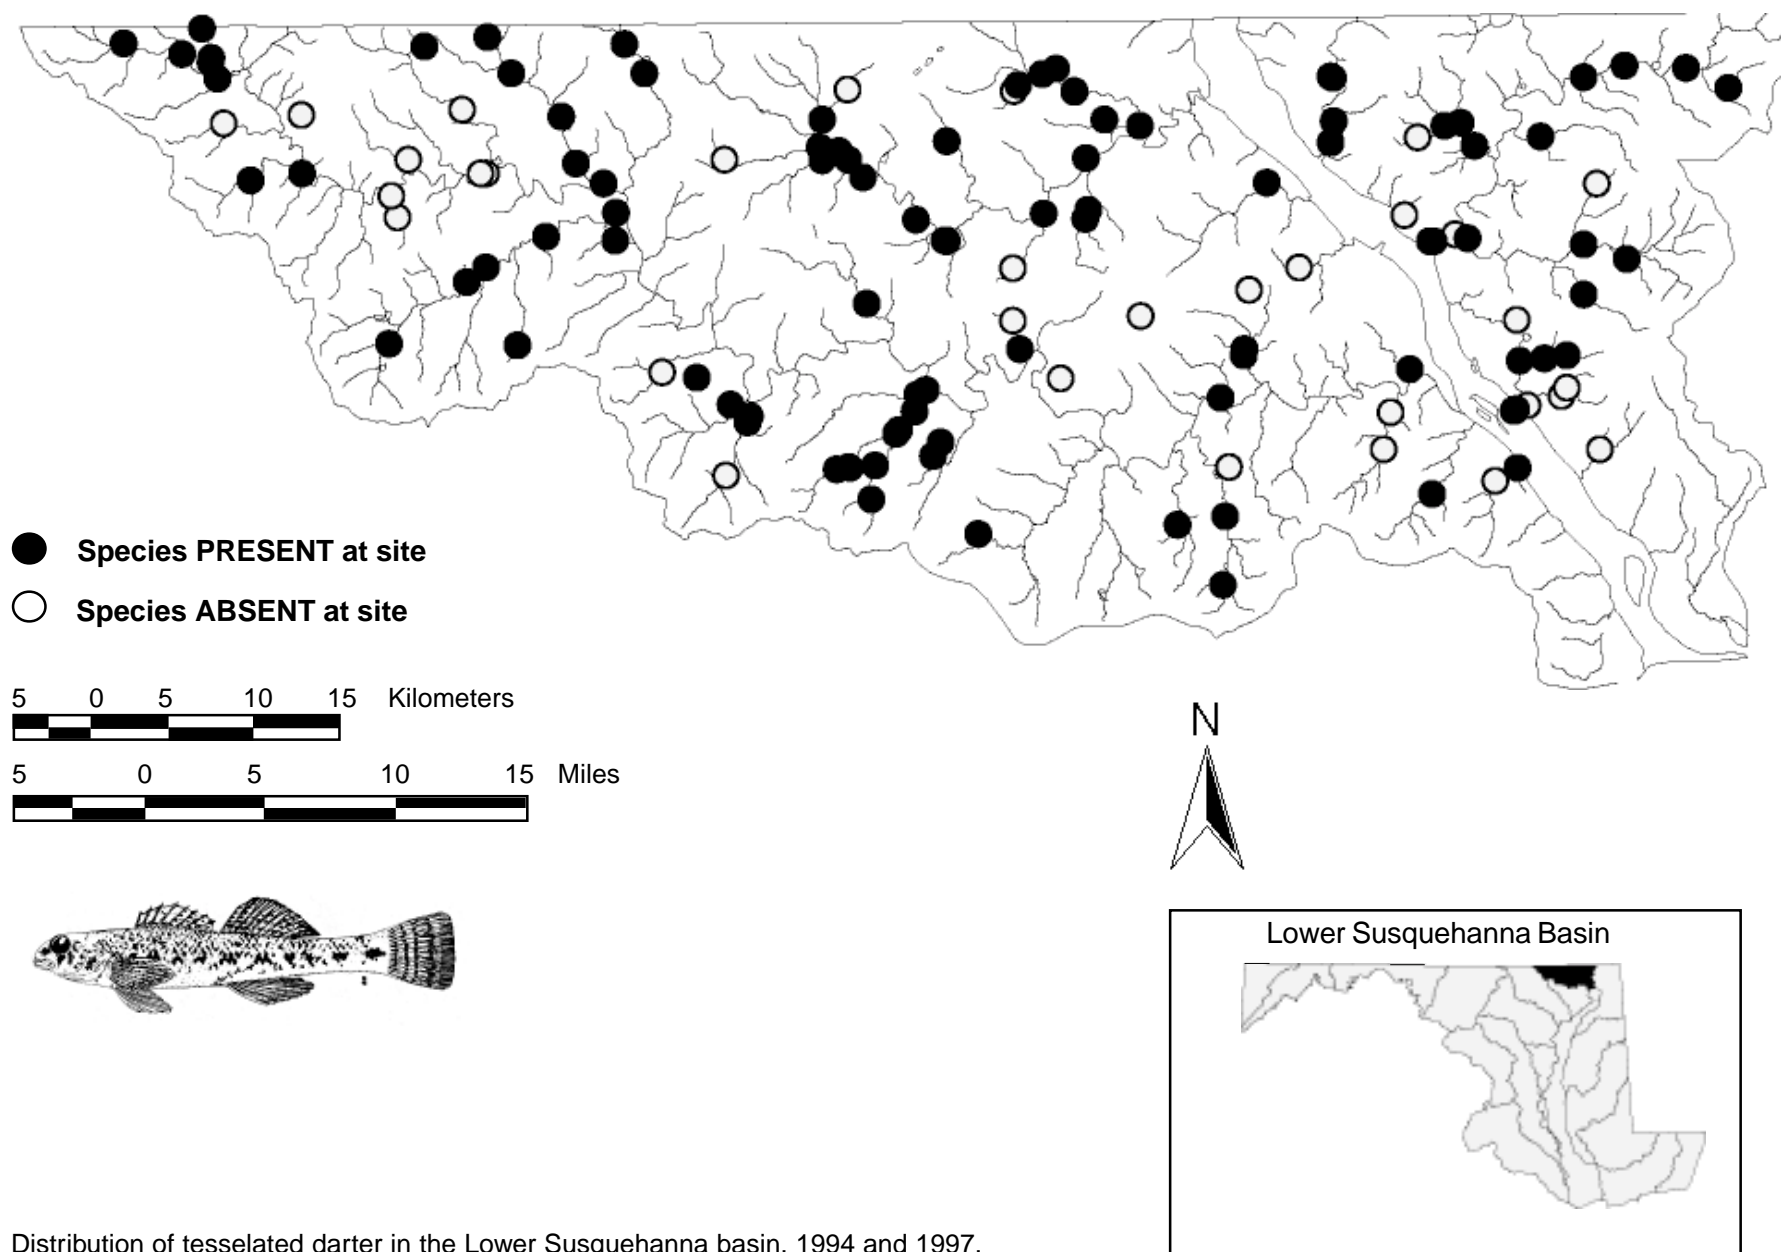 Species PRESENT at site
Species ABSENT at site
5 0 5 10 15 Kilometers
5 0 5 10 15 Miles
N
Lower Susquehanna Basin
Distribution of tesselated darter in the Lower Susquehanna basin, 1994 and 1997.